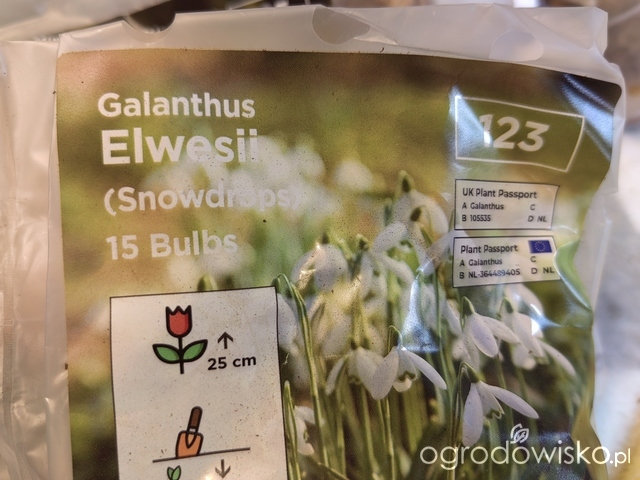 Galanthus
Elwesii
(Snowdrops)
15 Bulbs
123
UK Plant Passport
A Galanthus C
B 105535 D NL
Plant Passport
A Galanthus C
B NL-364489405 D NL
25 cm
ogrodowisko.pl